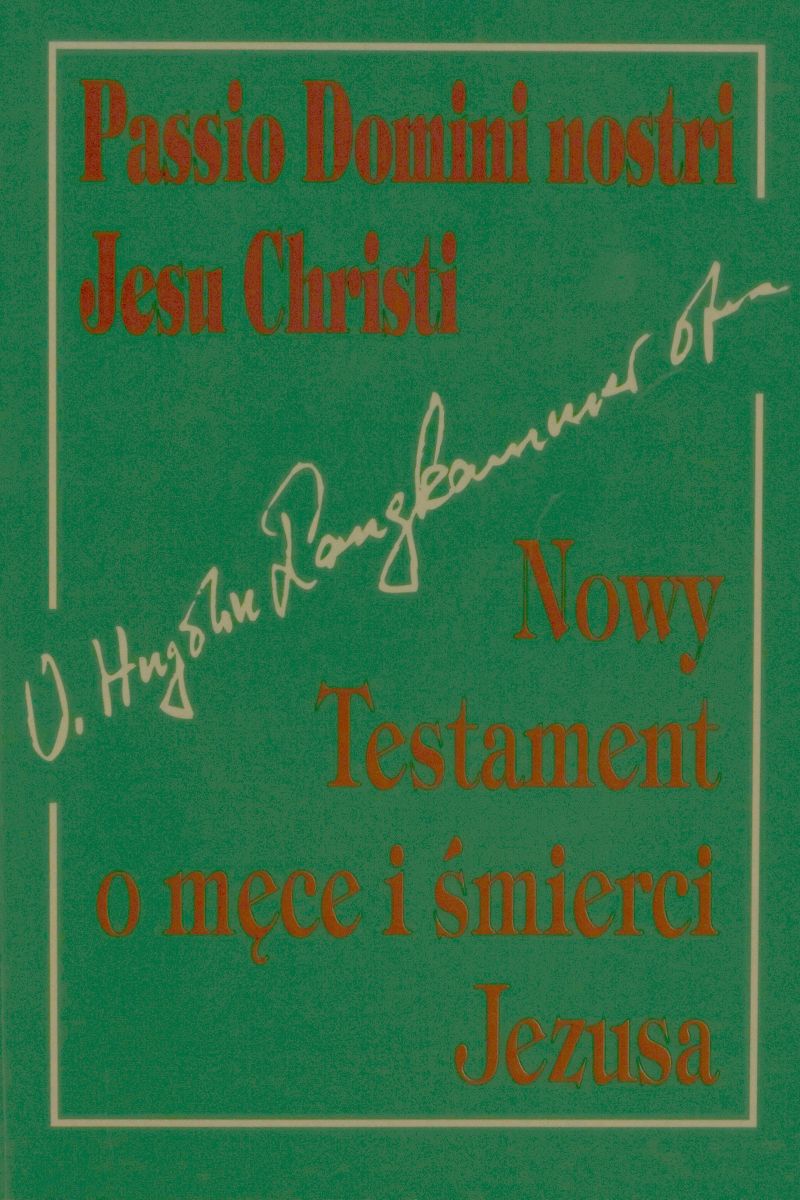 Passio Domini nostri
Jesu Christi
O. Hugolin Langkammer ofm
Nowy
Testament
o męce i śmierci
Jezusa